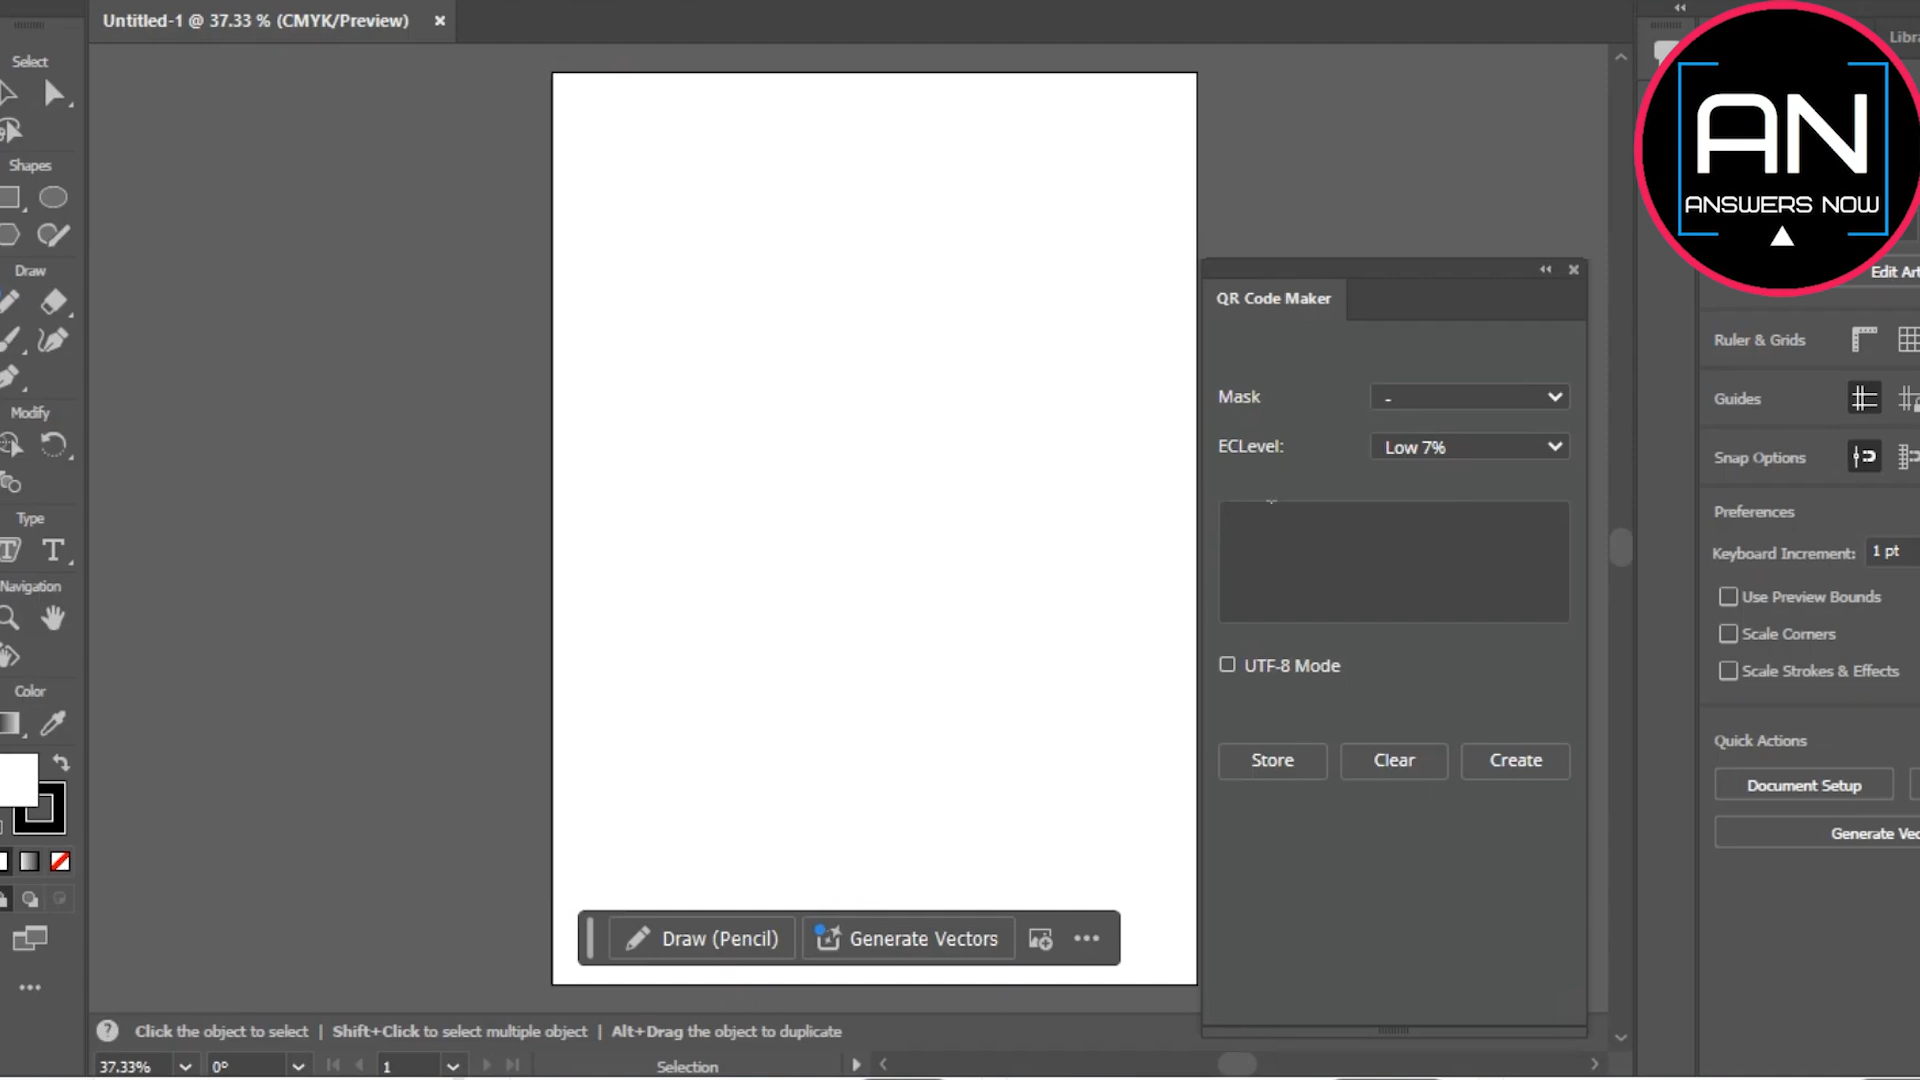 Untitled-1 @ 37.33 % (CMYK/Preview)
Select
Shapes
Draw
Modify
Type
Navigation
Color
QR Code Maker
Mask
-
ECLevel:
Low 7%
UTF-8 Mode
Store
Clear
Create
Draw (Pencil)
Generate Vectors
Click the object to select | Shift+Click to select multiple object | Alt+Drag the object to duplicate
37.33%
0°
1
Selection
AN
ANSWERS NOW
Ruler & Grids
Guides
Snap Options
Preferences
Keyboard Increment:
1 pt
Use Preview Bounds
Scale Corners
Scale Strokes & Effects
Quick Actions
Document Setup
Generate Vec
Edit Art
Libra